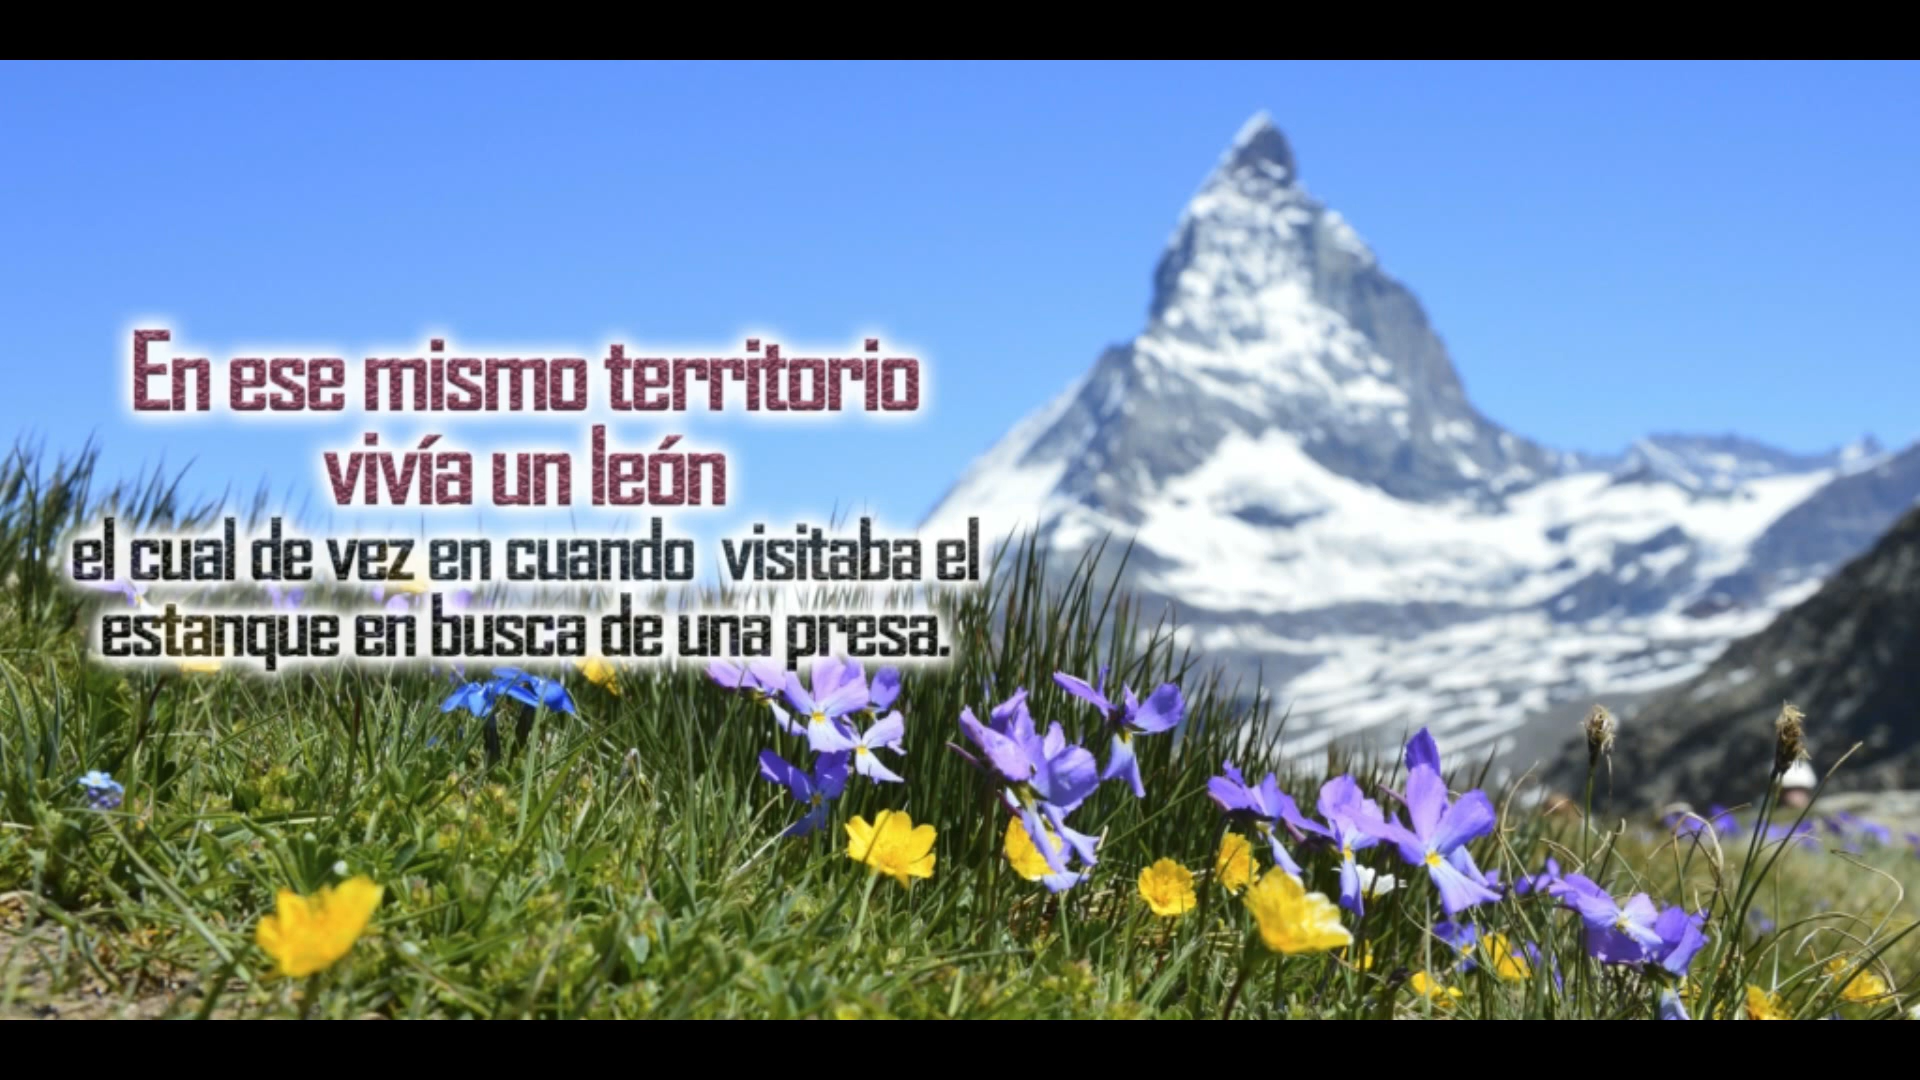 En ese mismo territorio
vivía un león
el cual de vez en cuando visitaba el
estanque en busca de una presa.